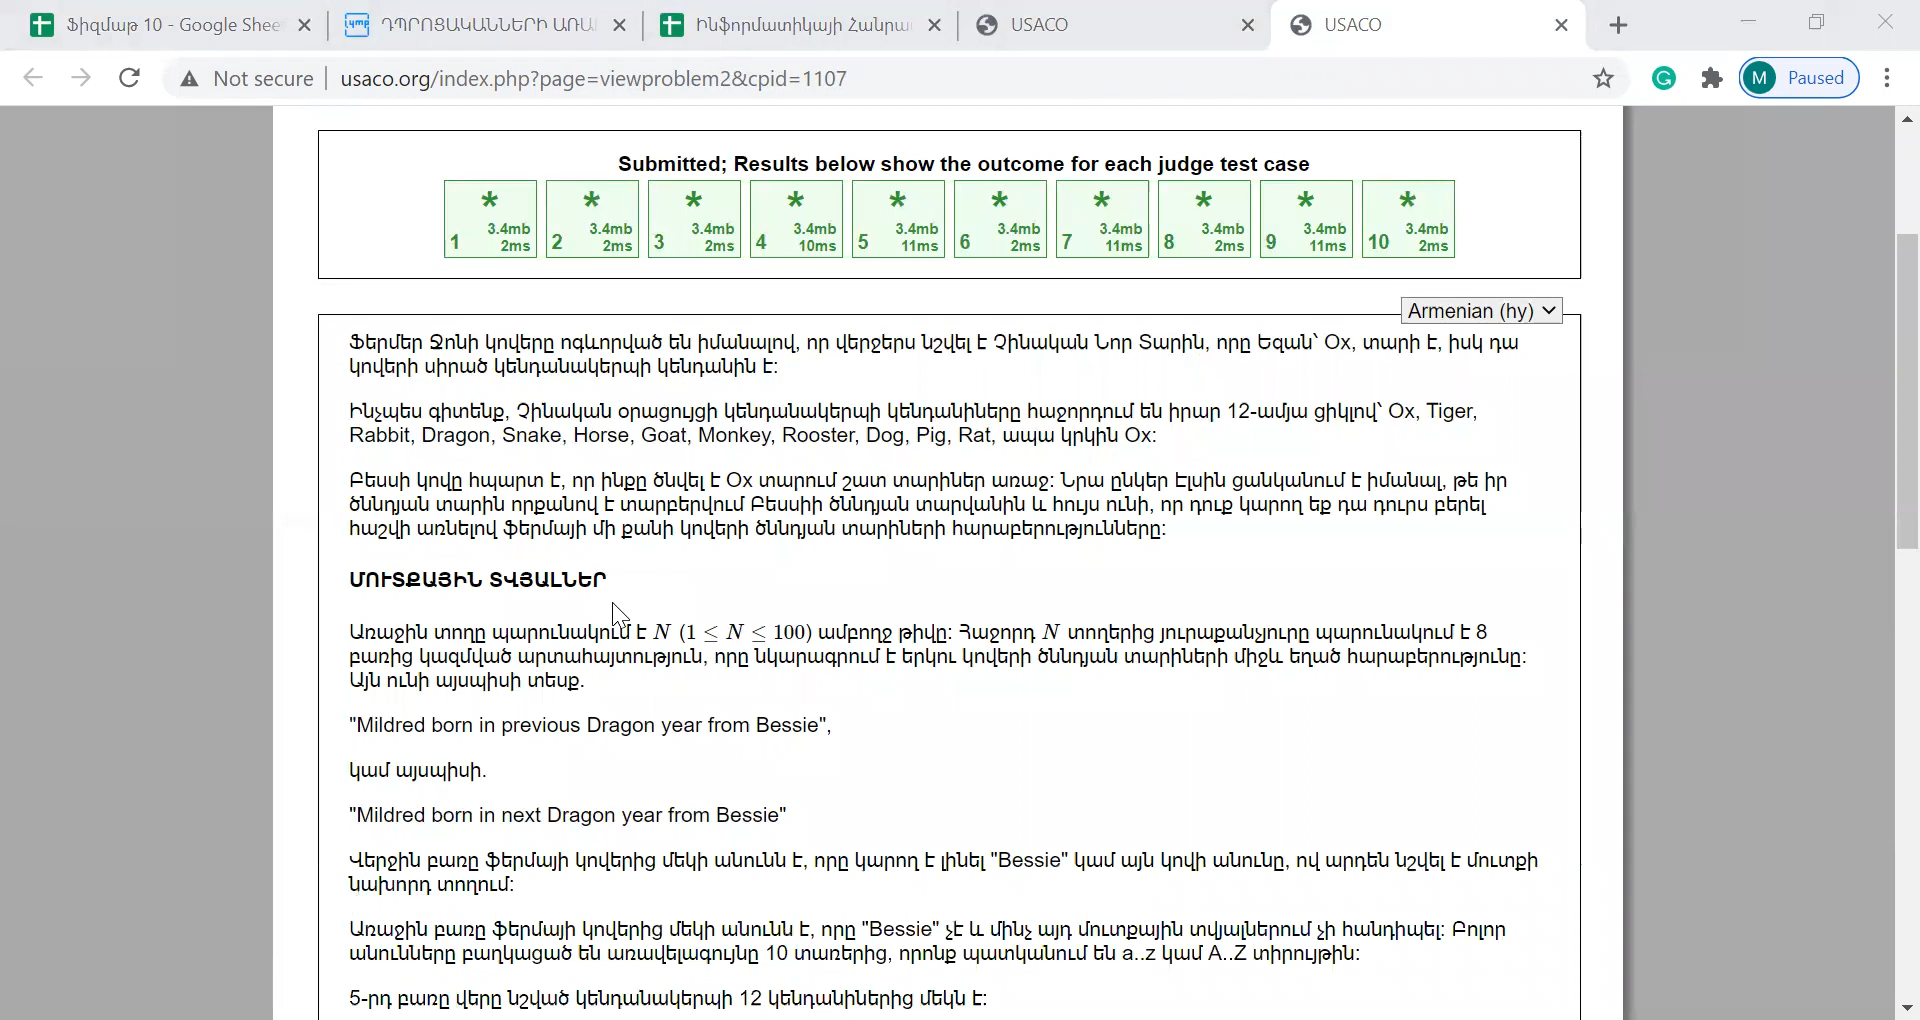 Ֆիզմաթ 10 - Google Shee
ԴՊՐՈՑԱԿԱՆՆԵՐԻ ԱՌԱ
Ինֆորմատիկայի Հանրա
USACO
USACO
Not secure
usaco.org/index.php?page=viewproblem2&cpid=1107
M Paused
Submitted; Results below show the outcome for each judge test case
* * * * * * * * * *
3.4mb 3.4mb 3.4mb 3.4mb 3.4mb 3.4mb 3.4mb 3.4mb 3.4mb 3.4mb
1 2ms 2 2ms 3 2ms 4 10ms 5 11ms 6 2ms 7 11ms 8 2ms 9 11ms 10 2ms
Armenian (hy)
Ֆերմեր Ջոնի կովերը ոգևորված են իմանալով, որ վերջերս նշվել է Չինական Նոր Տարին, որը Եզան՝ Ox, տարի է, իսկ դա
կովերի սիրած կենդանակերպի կենդանին է:
Ինչպես գիտենք, Չինական օրացույցի կենդանակերպի կենդանիները հաջորդում են իրար 12-ամյա ցիկլով՝ Ox, Tiger,
Rabbit, Dragon, Snake, Horse, Goat, Monkey, Rooster, Dog, Pig, Rat, ապա կրկին Ox:
Բեսսի կովը հպարտ է, որ ինքը ծնվել է Ox տարում շատ տարիներ առաջ: Նրա ընկեր Էլսին ցանկանում է իմանալ, թե իր
ծննդյան տարին որքանով է տարբերվում Բեսսիի ծննդյան տարվանին և հույս ունի, որ դուք կարող եք դա դուրս բերել
հաշվի առնելով ֆերմայի մի քանի կովերի ծննդյան տարիների հարաբերությունները:
ՄՈՒՏՔԱՅԻՆ ՏՎՅԱԼՆԵՐ
Առաջին տողը պարունակում է N (1 ≤ N ≤ 100) ամբողջ թիվը: Հաջորդ N տողերից յուրաքանչյուրը պարունակում է 8
բառից կազմված արտահայտություն, որը նկարագրում է երկու կովերի ծննդյան տարիների միջև եղած հարաբերությունը:
Այն ունի այսպիսի տեսք.
"Mildred born in previous Dragon year from Bessie",
կամ այսպիսի.
"Mildred born in next Dragon year from Bessie"
Վերջին բառը ֆերմայի կովերից մեկի անունն է, որը կարող է լինել "Bessie" կամ այն կովի անունը, ով արդեն նշվել է մուտքի
նախորդ տողում:
Առաջին բառը ֆերմայի կովերից մեկի անունն է, որը "Bessie" չէ և մինչ այդ մուտքային տվյալներում չի հանդիպել: Բոլոր
անունները բաղկացած են առավելագույնը 10 տառերից, որոնք պատկանում են a..z կամ A..Z տիրույթին:
5-րդ բառը վերը նշված կենդանակերպի 12 կենդանիներից մեկն է: